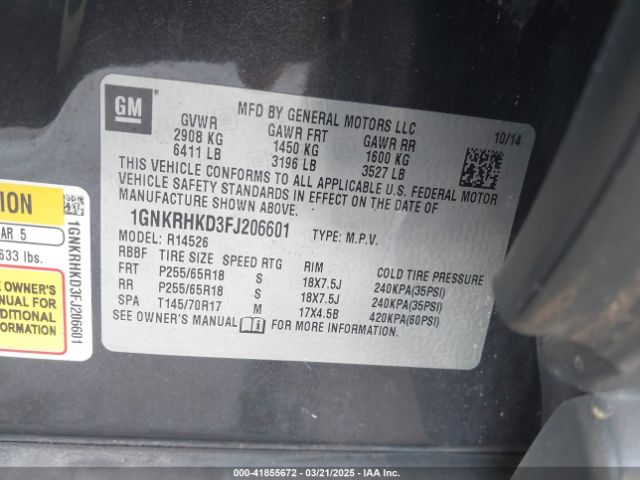 GM
MFD BY GENERAL MOTORS LLC
10/14
GVWR GAWR FRT GAWR RR
2908 KG 1450 KG 1600 KG
6411 LB 3196 LB 3527 LB
THIS VEHICLE CONFORMS TO ALL APPLICABLE U.S. FEDERAL MOTOR
VEHICLE SAFETY STANDARDS IN EFFECT ON THE DATE OF
MANUFACTURE SHOWN ABOVE.
1GNKRHKD3FJ206601 TYPE: M.P.V.
MODEL: R14526
RBBF TIRE SIZE SPEED RTG RIM COLD TIRE PRESSURE
FRT P255/65R18 S 18X7.5J 240KPA(35PSI)
RR P255/65R18 S 18X7.5J 240KPA(35PSI)
SPA T145/70R17 M 17X4.5B 420KPA(60PSI)
SEE OWNER'S MANUAL i FOR MORE INFORMATION.
ION
AR 5
633 lbs.
OWNER'S
MANUAL FOR
DDITIONAL
FORMATION
1GNKRHKD3FJ206601
000-41855672 / 03/21/2025 / IAA Inc.